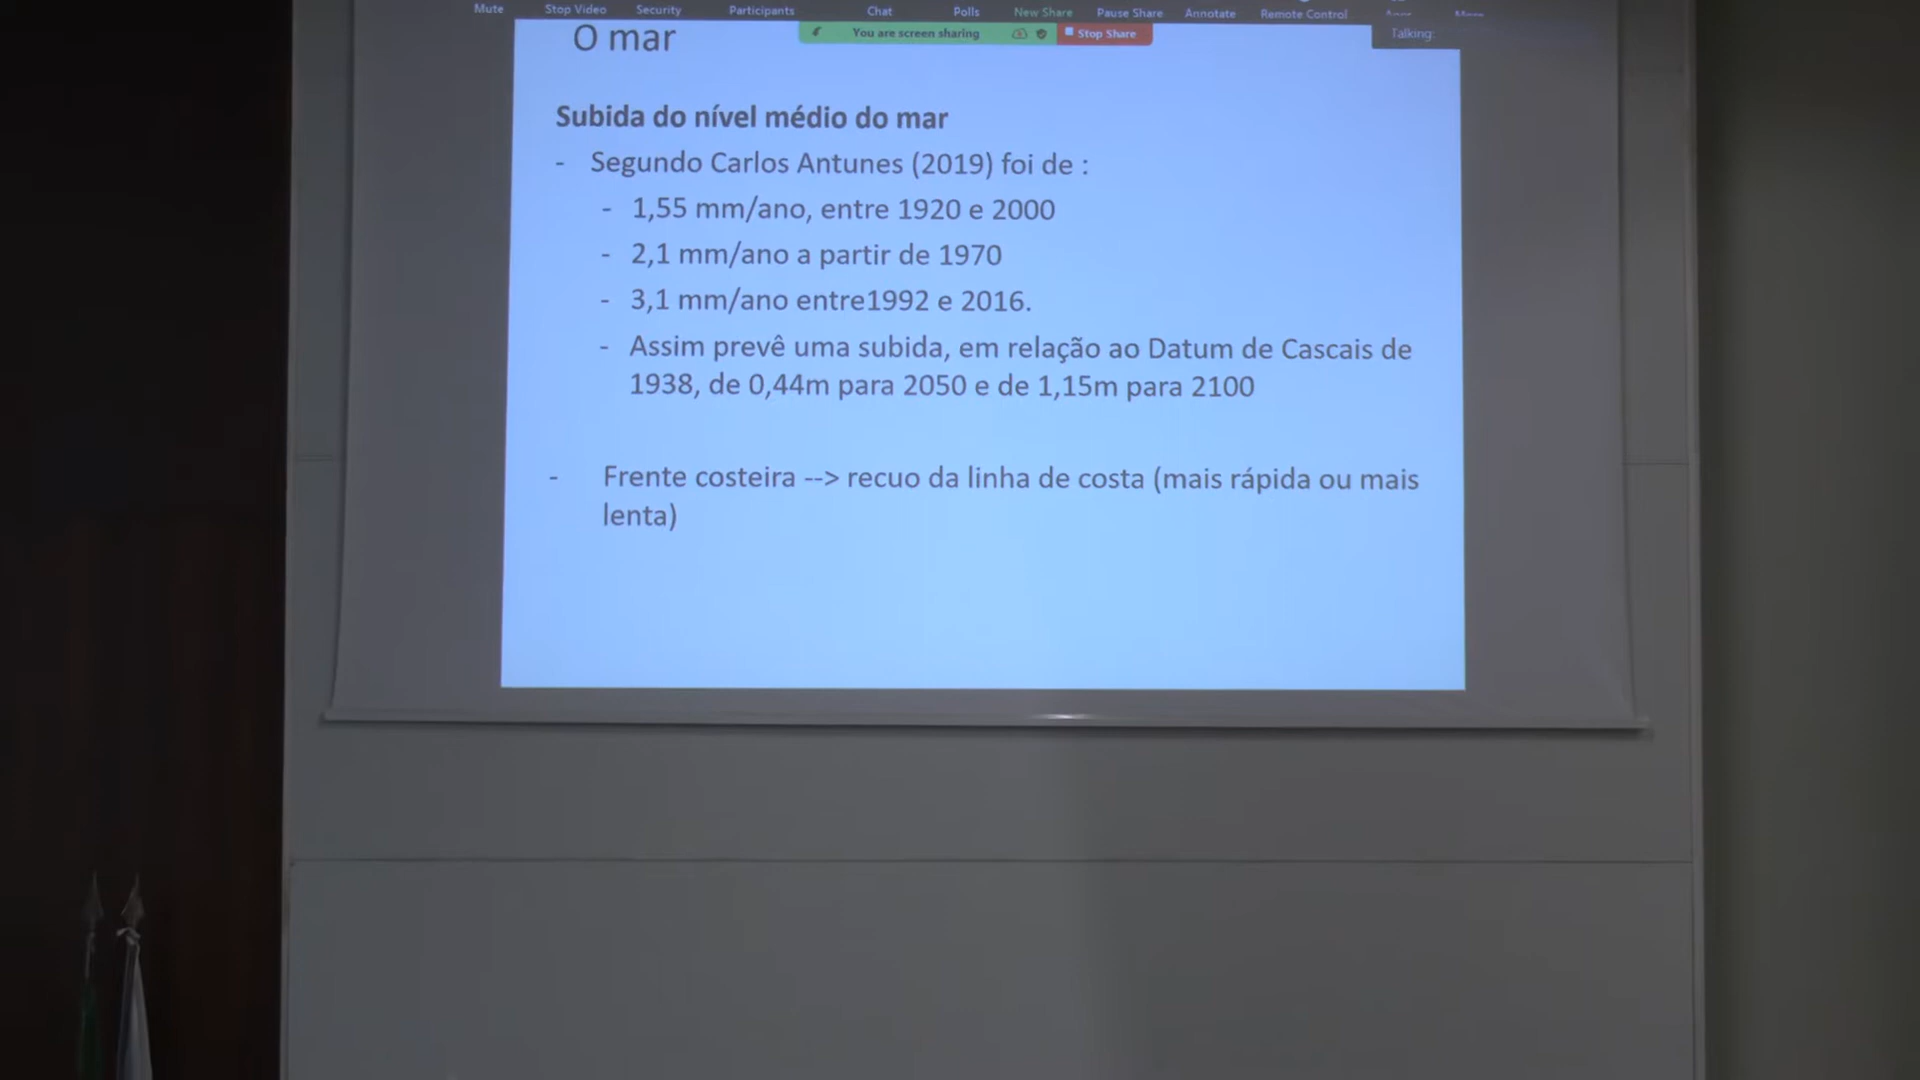 Mute Stop Video Security Participants Chat Polls New Share Pause Share Annotate Remote Control
You are screen sharing Stop Share Talking:
O mar
Subida do nível médio do mar
- Segundo Carlos Antunes (2019) foi de :
- 1,55 mm/ano, entre 1920 e 2000
- 2,1 mm/ano a partir de 1970
- 3,1 mm/ano entre1992 e 2016.
- Assim prevê uma subida, em relação ao Datum de Cascais de
1938, de 0,44m para 2050 e de 1,15m para 2100
- Frente costeira --> recuo da linha de costa (mais rápida ou mais
lenta)